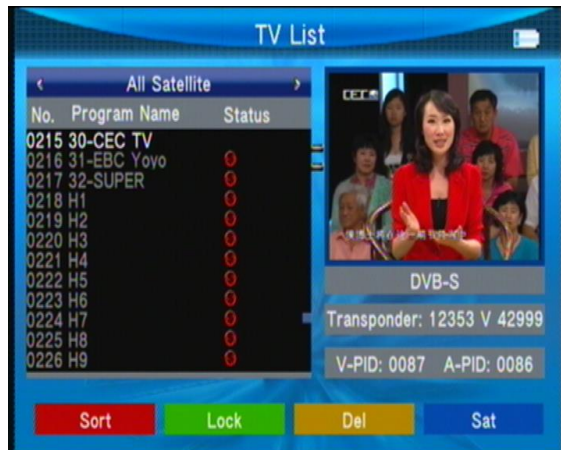 TV List
All Satellite
No. Program Name Status
0215 30-CEC TV
0216 31-EBC Yoyo
0217 32-SUPER
0218 H1
0219 H2
0220 H3
0221 H4
0222 H5
0223 H6
0224 H7
0225 H8
0226 H9
CEC
DVB-S
Transponder: 12353 V 42999
V-PID: 0087 A-PID: 0086
Sort Lock Del Sat